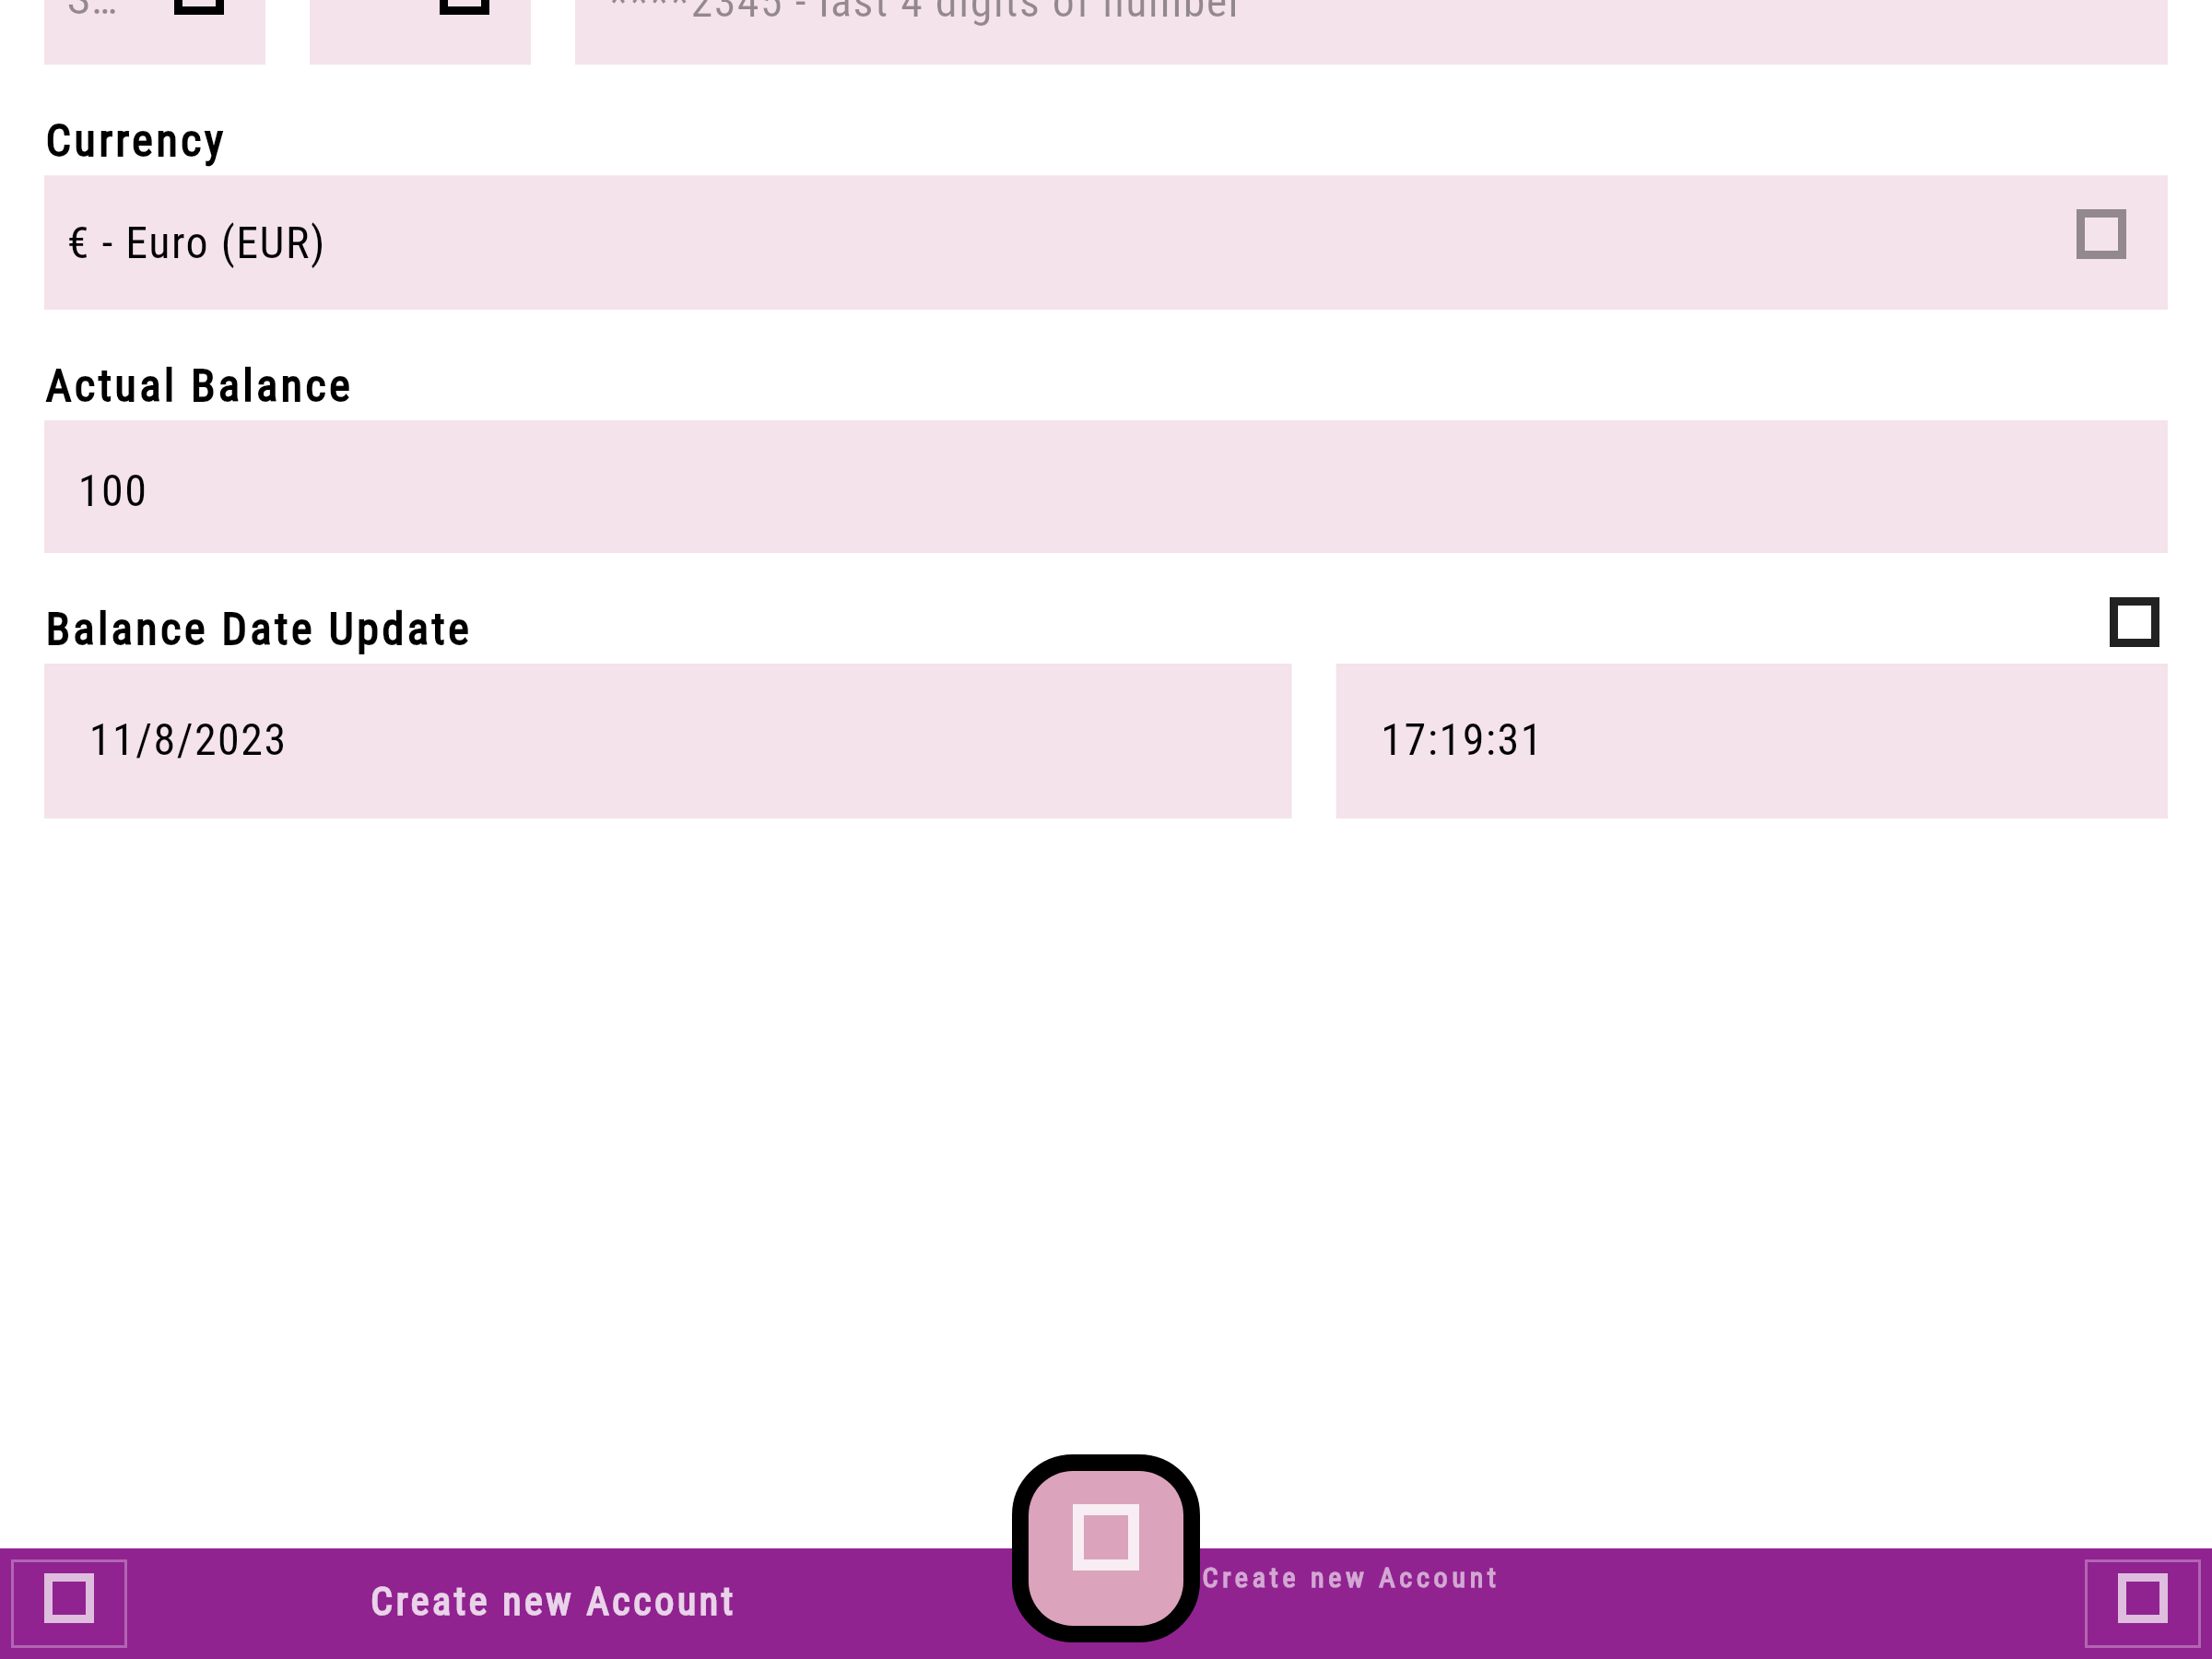 S…
****2345 - last 4 digits of number
Currency
€ - Euro (EUR)
Actual Balance
100
Balance Date Update
11/8/2023
17:19:31
Create new Account
Create new Account